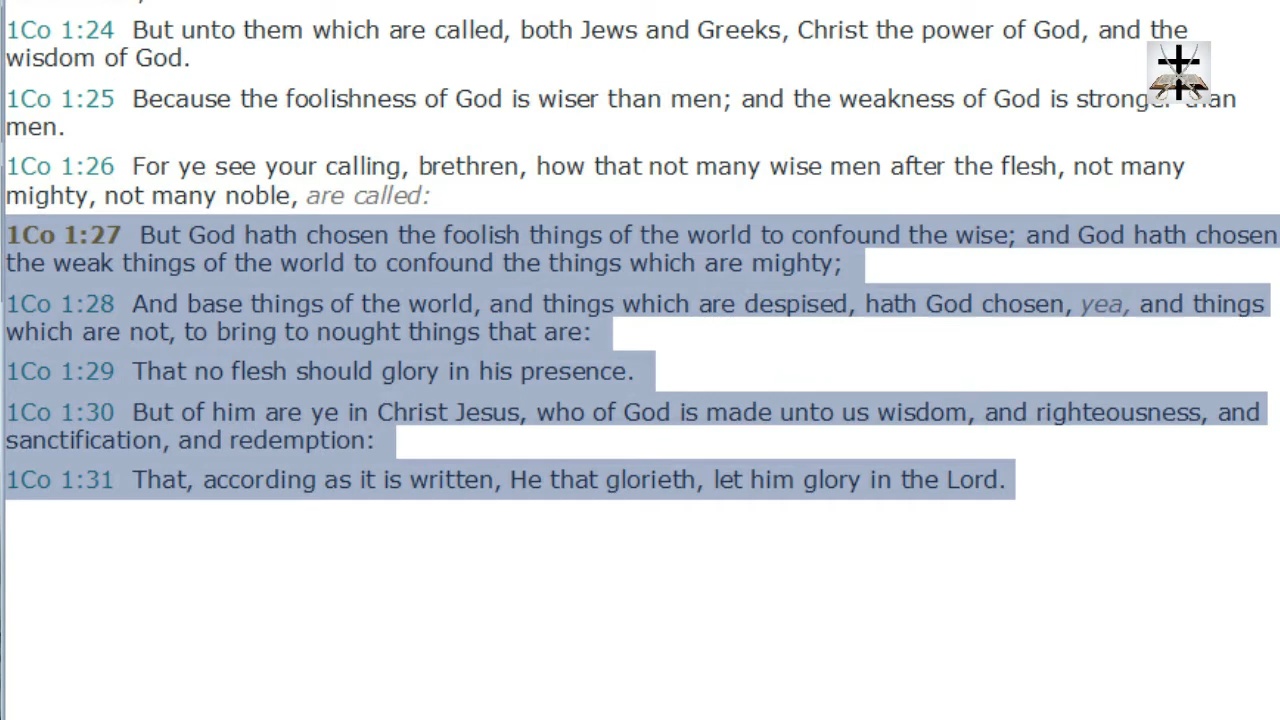 1Co 1:24 But unto them which are called, both Jews and Greeks, Christ the power of God, and the
wisdom of God.
1Co 1:25 Because the foolishness of God is wiser than men; and the weakness of God is stronger than
men.
1Co 1:26 For ye see your calling, brethren, how that not many wise men after the flesh, not many
mighty, not many noble, are called:
1Co 1:27 But God hath chosen the foolish things of the world to confound the wise; and God hath chosen
the weak things of the world to confound the things which are mighty;
1Co 1:28 And base things of the world, and things which are despised, hath God chosen, yea, and things
which are not, to bring to nought things that are:
1Co 1:29 That no flesh should glory in his presence.
1Co 1:30 But of him are ye in Christ Jesus, who of God is made unto us wisdom, and righteousness, and
sanctification, and redemption:
1Co 1:31 That, according as it is written, He that glorieth, let him glory in the Lord.